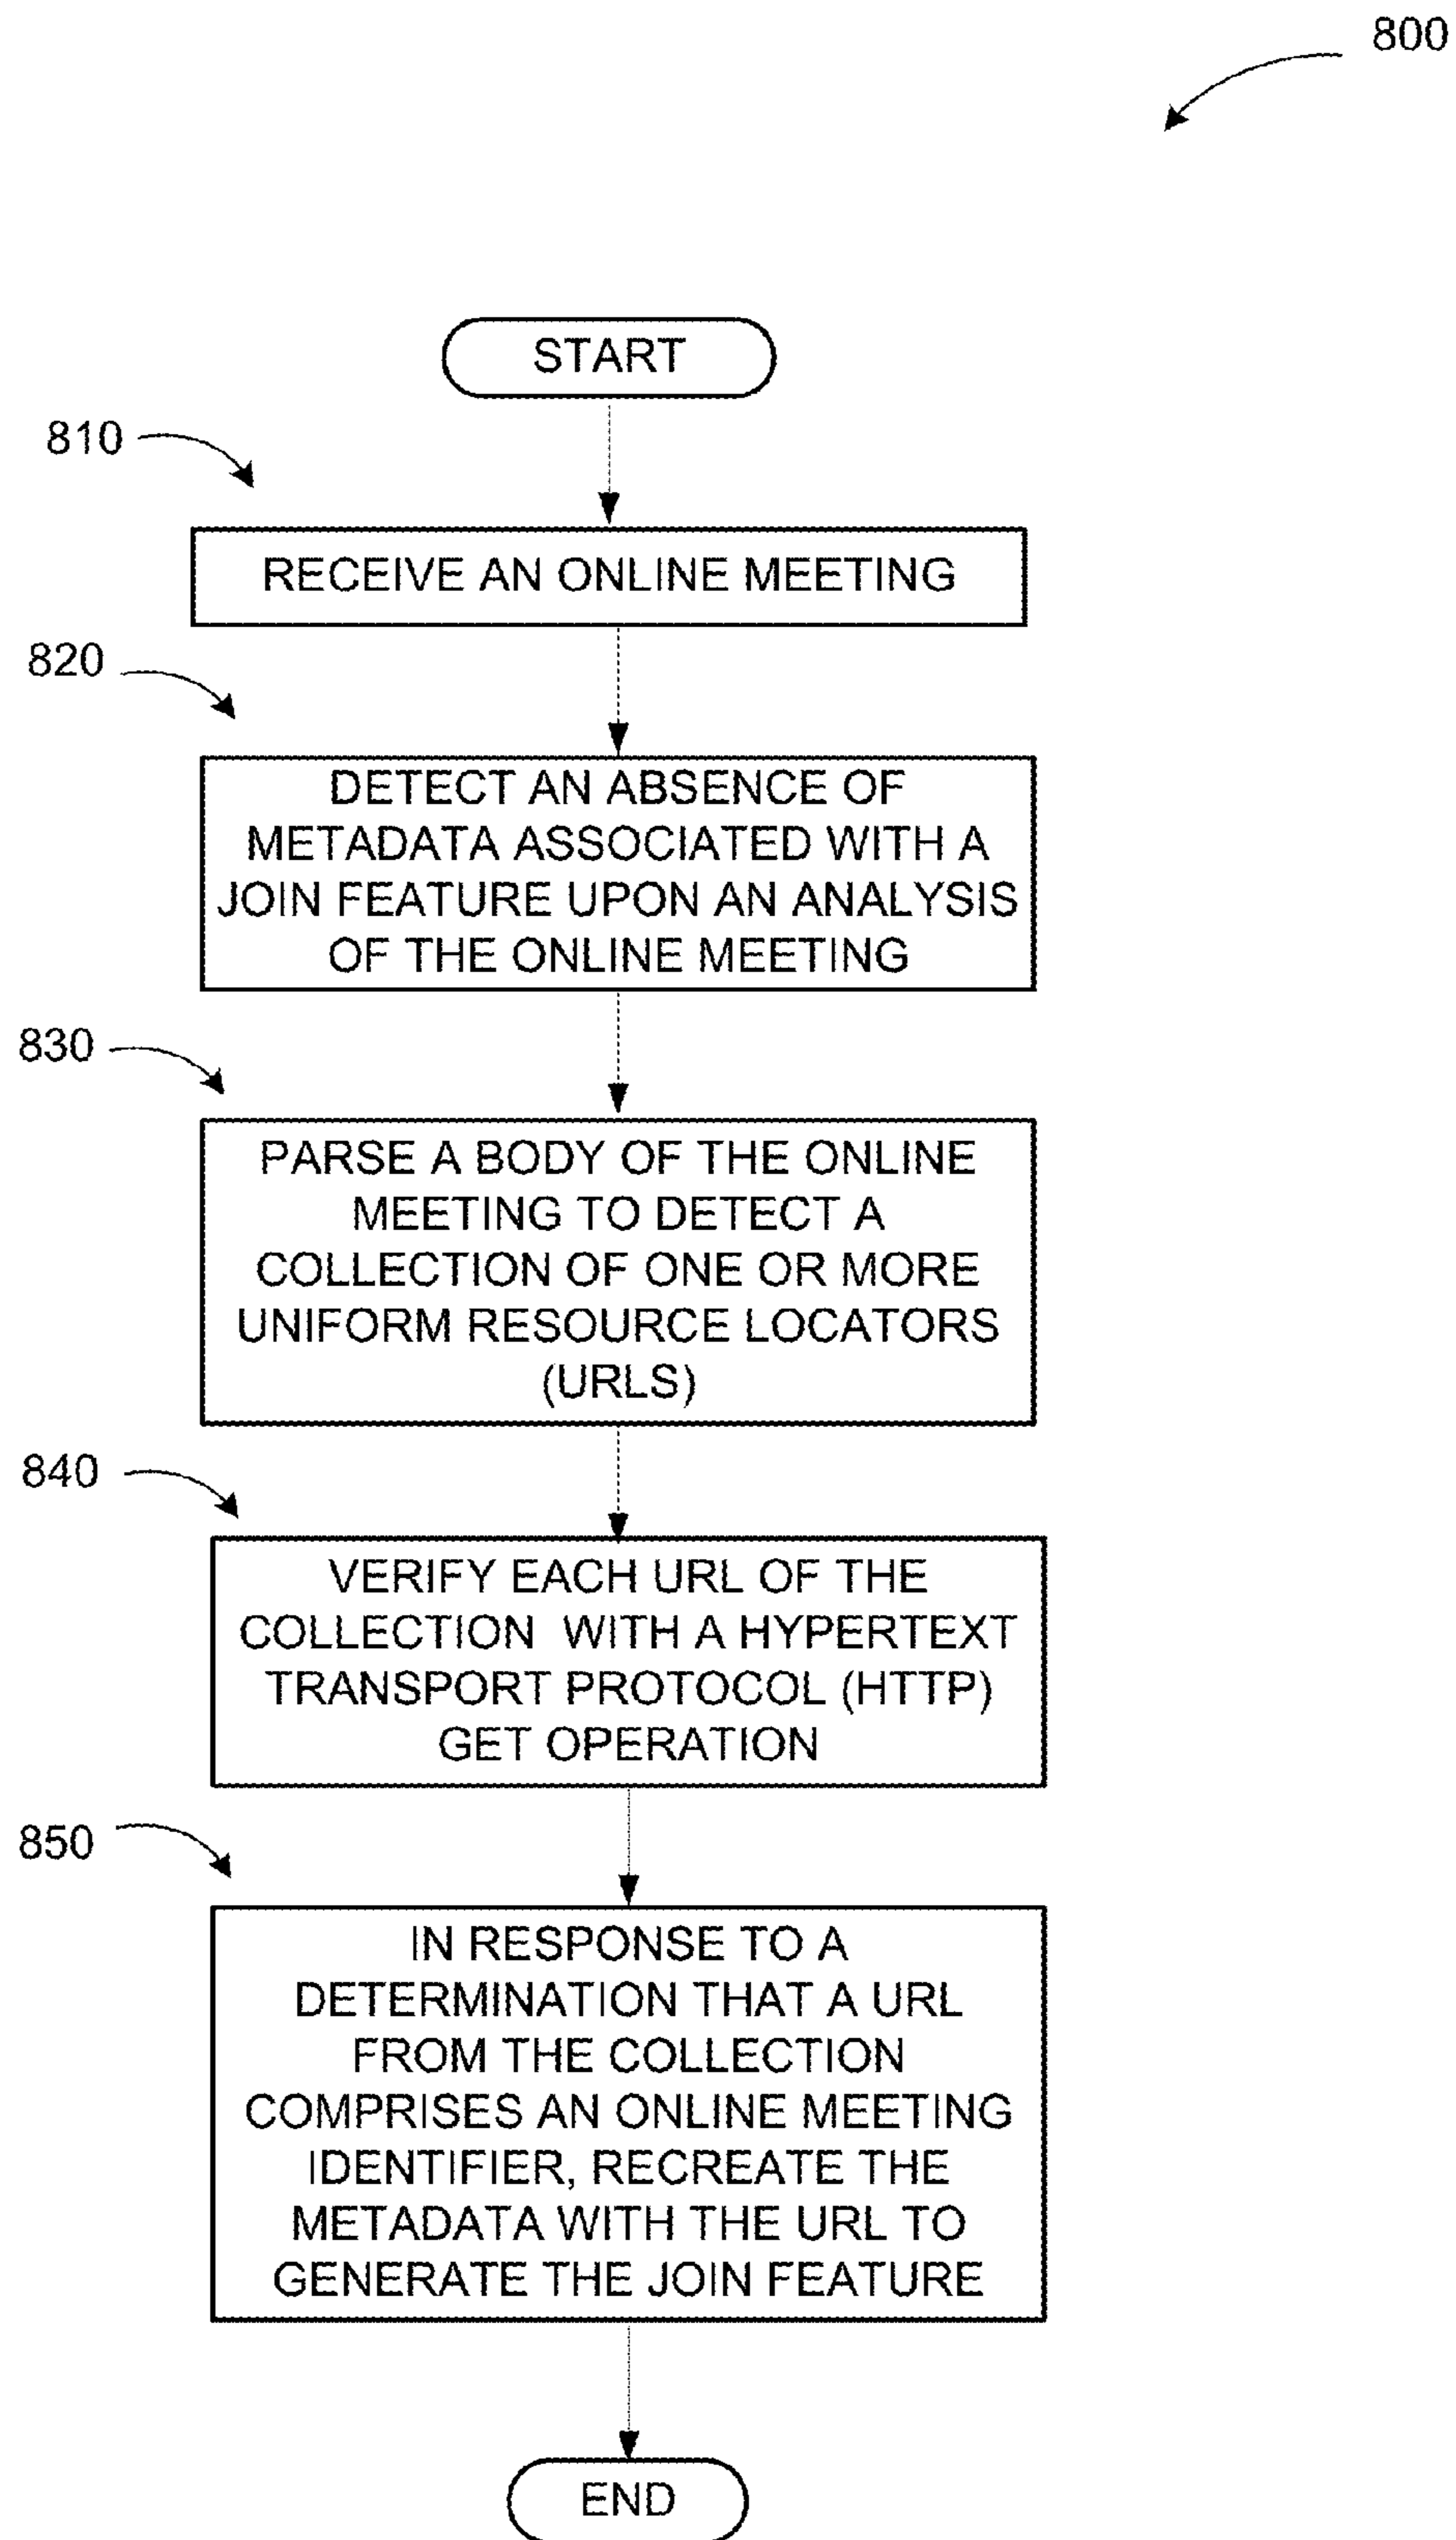 800
START
810
RECEIVE AN ONLINE MEETING
820
DETECT AN ABSENCE OF
METADATA ASSOCIATED WITH A
JOIN FEATURE UPON AN ANALYSIS
OF THE ONLINE MEETING
830
PARSE A BODY OF THE ONLINE
MEETING TO DETECT A
COLLECTION OF ONE OR MORE
UNIFORM RESOURCE LOCATORS
(URLS)
840
VERIFY EACH URL OF THE
COLLECTION WITH A HYPERTEXT
TRANSPORT PROTOCOL (HTTP)
GET OPERATION
850
IN RESPONSE TO A
DETERMINATION THAT A URL
FROM THE COLLECTION
COMPRISES AN ONLINE MEETING
IDENTIFIER, RECREATE THE
METADATA WITH THE URL TO
GENERATE THE JOIN FEATURE
END